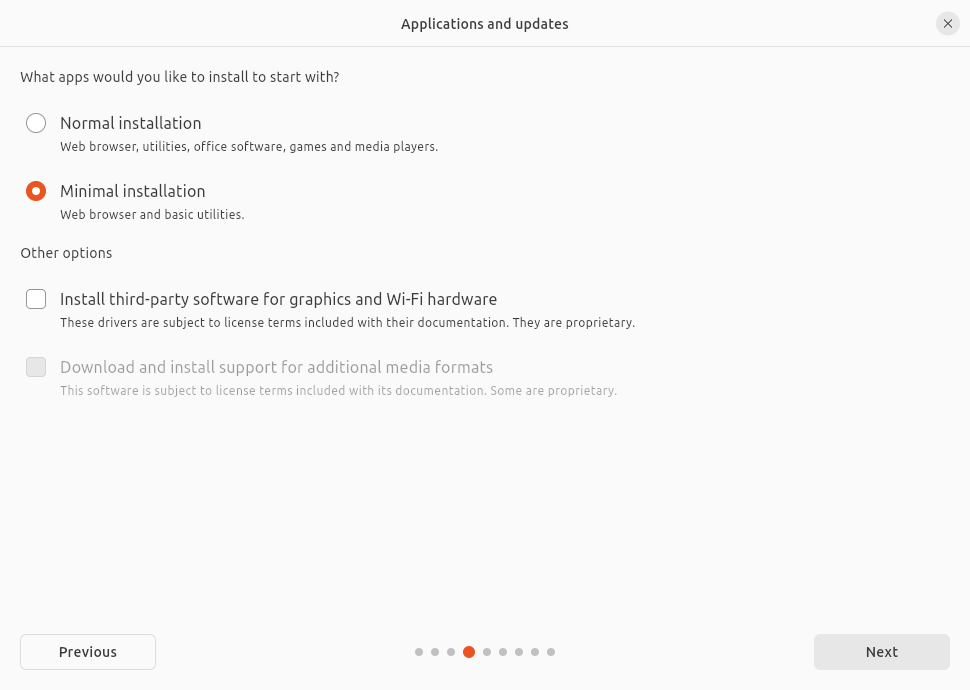 Applications and updates
What apps would you like to install to start with?
Normal installation
Web browser, utilities, office software, games and media players.
Minimal installation
Web browser and basic utilities.
Other options
Install third-party software for graphics and Wi-Fi hardware
These drivers are subject to license terms included with their documentation. They are proprietary.
Download and install support for additional media formats
This software is subject to license terms included with its documentation. Some are proprietary.
Previous
Next